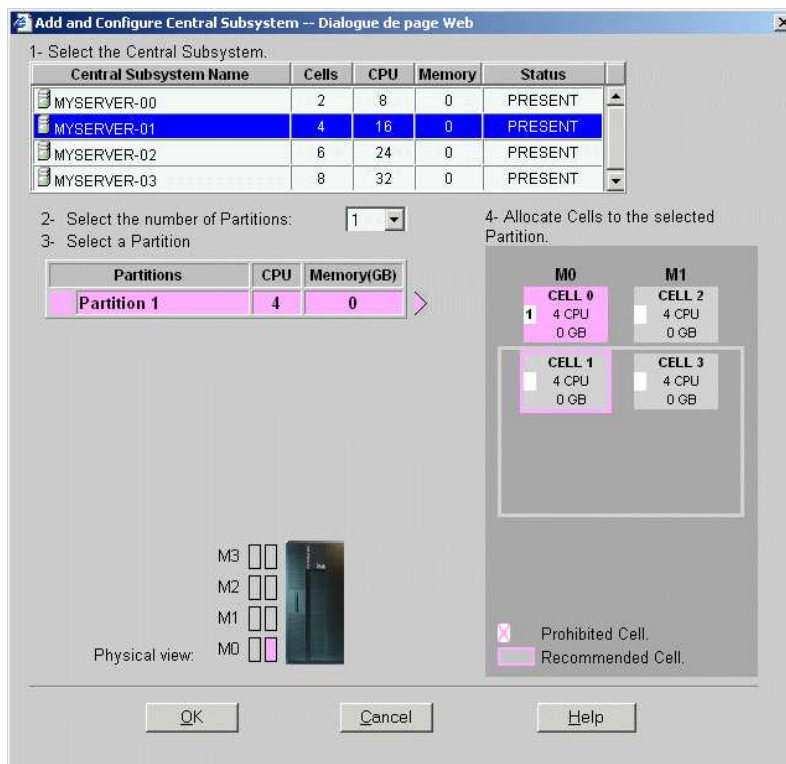 Add and Configure Central Subsystem -- Dialogue de page Web
1- Select the Central Subsystem.
Central Subsystem Name Cells CPU Memory Status
MYSERVER-00 2 8 0 PRESENT
MYSERVER-01 4 16 0 PRESENT
MYSERVER-02 6 24 0 PRESENT
MYSERVER-03 8 32 0 PRESENT
2- Select the number of Partitions: 1
3- Select a Partition
Partitions CPU Memory(GB)
Partition 1 4 0
4- Allocate Cells to the selected
Partition.
M0 M1
CELL 0 CELL 2
1 4 CPU 4 CPU
0 GB 0 GB
CELL 1 CELL 3
4 CPU 4 CPU
0 GB 0 GB
M3
M2
M1
Physical view: M0
Prohibited Cell.
Recommended Cell.
OK Cancel Help